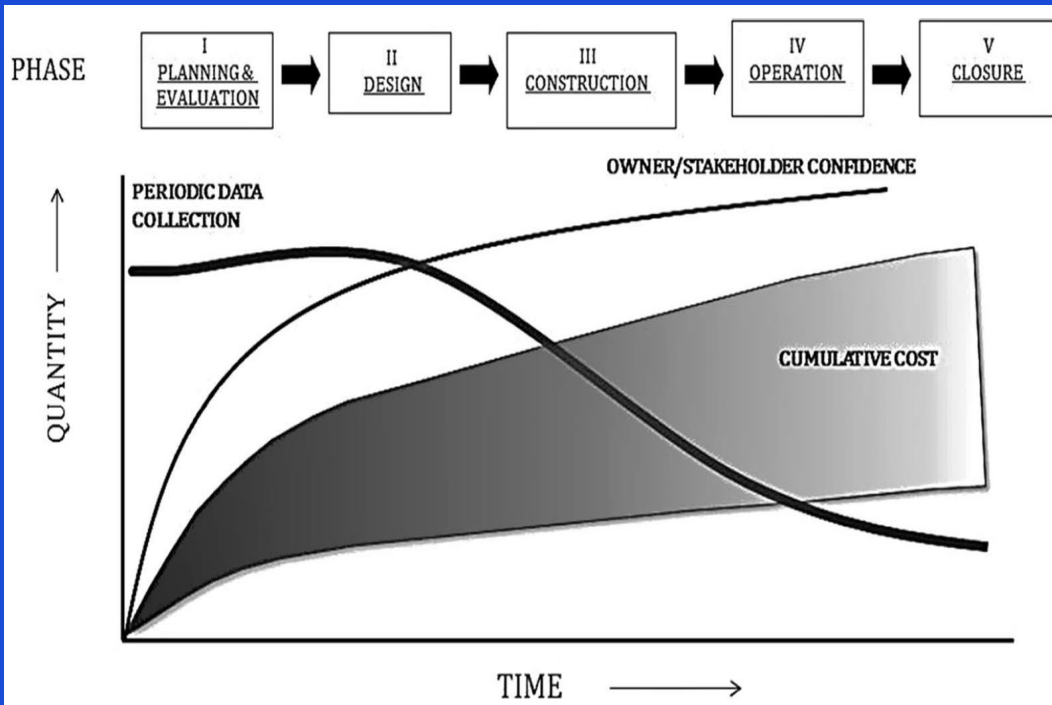 PHASE
I
PLANNING &
EVALUATION
II
DESIGN
III
CONSTRUCTION
IV
OPERATION
V
CLOSURE
OWNER/STAKEHOLDER CONFIDENCE
PERIODIC DATA
COLLECTION
QUANTITY
CUMULATIVE COST
TIME